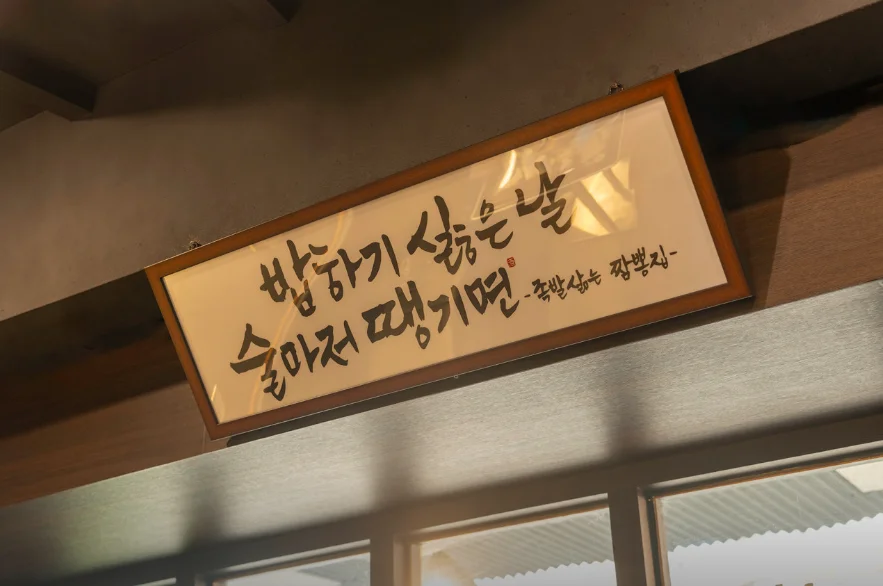 밥하기 싫은 날
술마저 땡기면
-족발삶는 짬뽕집-